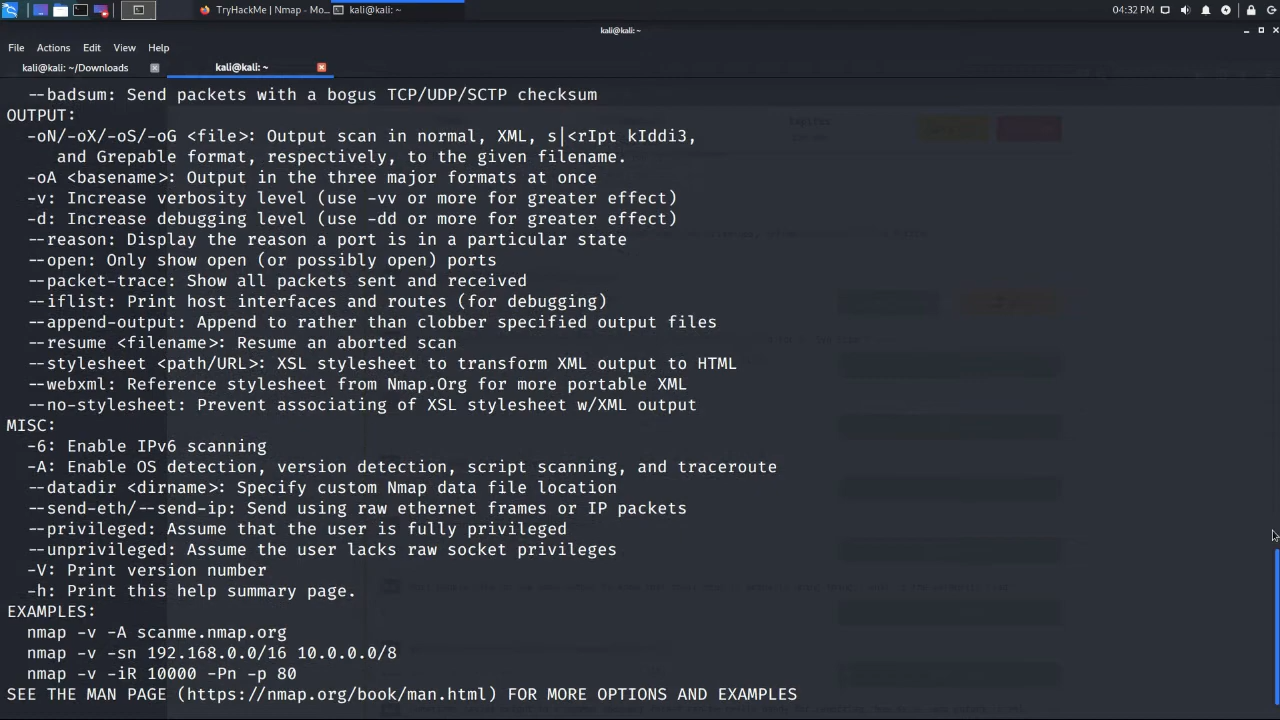 TryHackMe | Nmap - Mo...
kali@kali: ~
04:32 PM
kali@kali: ~
File Actions Edit View Help
kali@kali: ~/Downloads
kali@kali: ~
--badsum: Send packets with a bogus TCP/UDP/SCTP checksum
OUTPUT:
-oN/-oX/-oS/-oG <file>: Output scan in normal, XML, s|<rIpt kIddi3,
and Grepable format, respectively, to the given filename.
-oA <basename>: Output in the three major formats at once
-v: Increase verbosity level (use -vv or more for greater effect)
-d: Increase debugging level (use -dd or more for greater effect)
--reason: Display the reason a port is in a particular state
--open: Only show open (or possibly open) ports
--packet-trace: Show all packets sent and received
--iflist: Print host interfaces and routes (for debugging)
--append-output: Append to rather than clobber specified output files
--resume <filename>: Resume an aborted scan
--stylesheet <path/URL>: XSL stylesheet to transform XML output to HTML
--webxml: Reference stylesheet from Nmap.Org for more portable XML
--no-stylesheet: Prevent associating of XSL stylesheet w/XML output
MISC:
-6: Enable IPv6 scanning
-A: Enable OS detection, version detection, script scanning, and traceroute
--datadir <dirname>: Specify custom Nmap data file location
--send-eth/--send-ip: Send using raw ethernet frames or IP packets
--privileged: Assume that the user is fully privileged
--unprivileged: Assume the user lacks raw socket privileges
-V: Print version number
-h: Print this help summary page.
EXAMPLES:
nmap -v -A scanme.nmap.org
nmap -v -sn 192.168.0.0/16 10.0.0.0/8
nmap -v -iR 10000 -Pn -p 80
SEE THE MAN PAGE (https://nmap.org/book/man.html) FOR MORE OPTIONS AND EXAMPLES